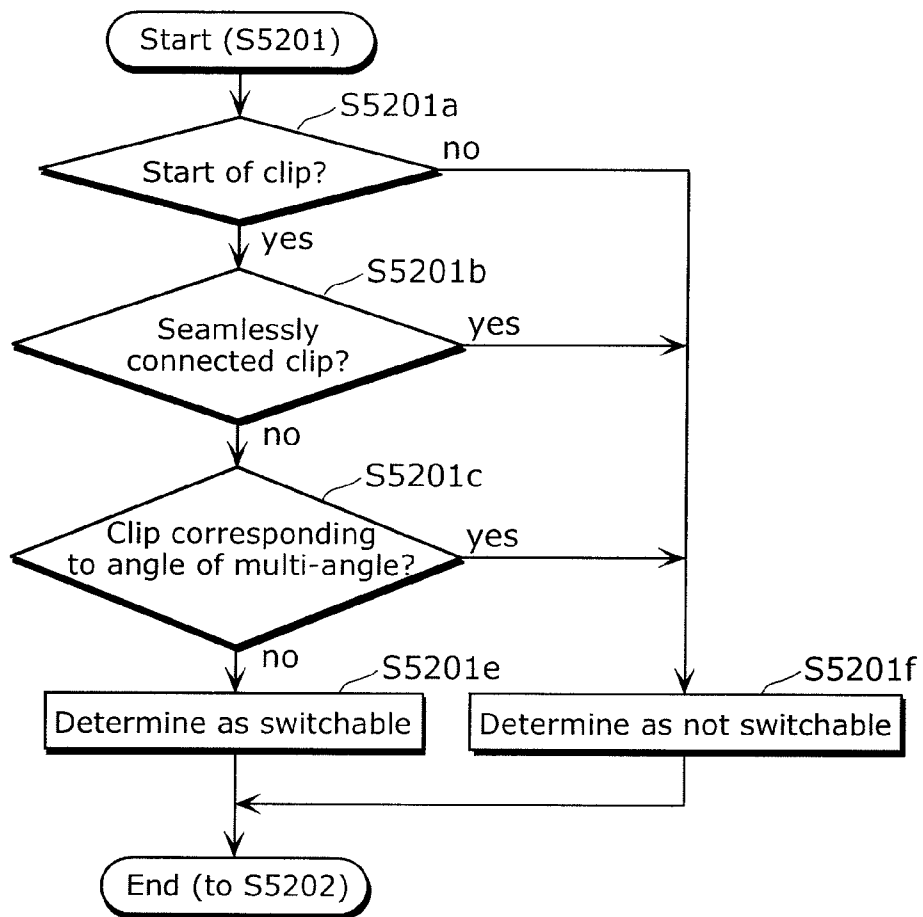 Start (S5201)
S5201a
Start of clip?
no
yes
S5201b
Seamlessly
connected clip?
yes
no
S5201c
Clip corresponding
to angle of multi-angle?
yes
no
S5201e
S5201f
Determine as switchable
Determine as not switchable
End (to S5202)